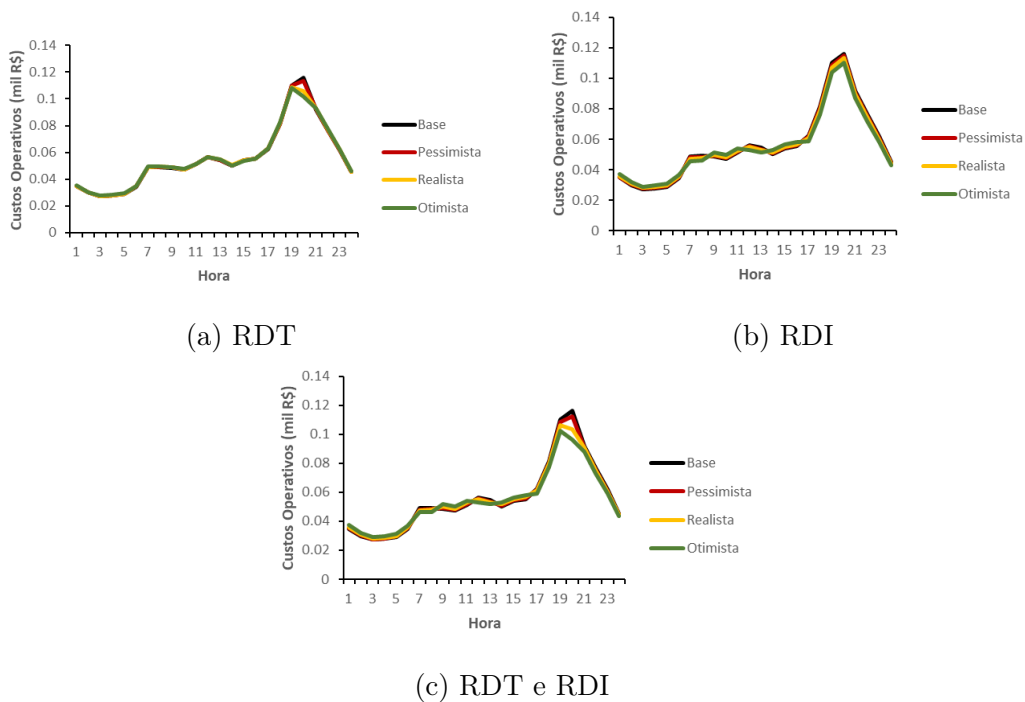 Custos Operativos (mil R$)
0.14
0.12
0.1
0.08
0.06
0.04
0.02
0
1 3 5 7 9 11 13 15 17 19 21 23
Hora
Base
Pessimista
Realista
Otimista
(a) RDT
Custos Operativos (mil R$)
0.14
0.12
0.1
0.08
0.06
0.04
0.02
0
1 3 5 7 9 11 13 15 17 19 21 23
Hora
Base
Pessimista
Realista
Otimista
(b) RDI
Custos Operativos (mil R$)
0.14
0.12
0.1
0.08
0.06
0.04
0.02
0
1 3 5 7 9 11 13 15 17 19 21 23
Hora
Base
Pessimista
Realista
Otimista
(c) RDT e RDI